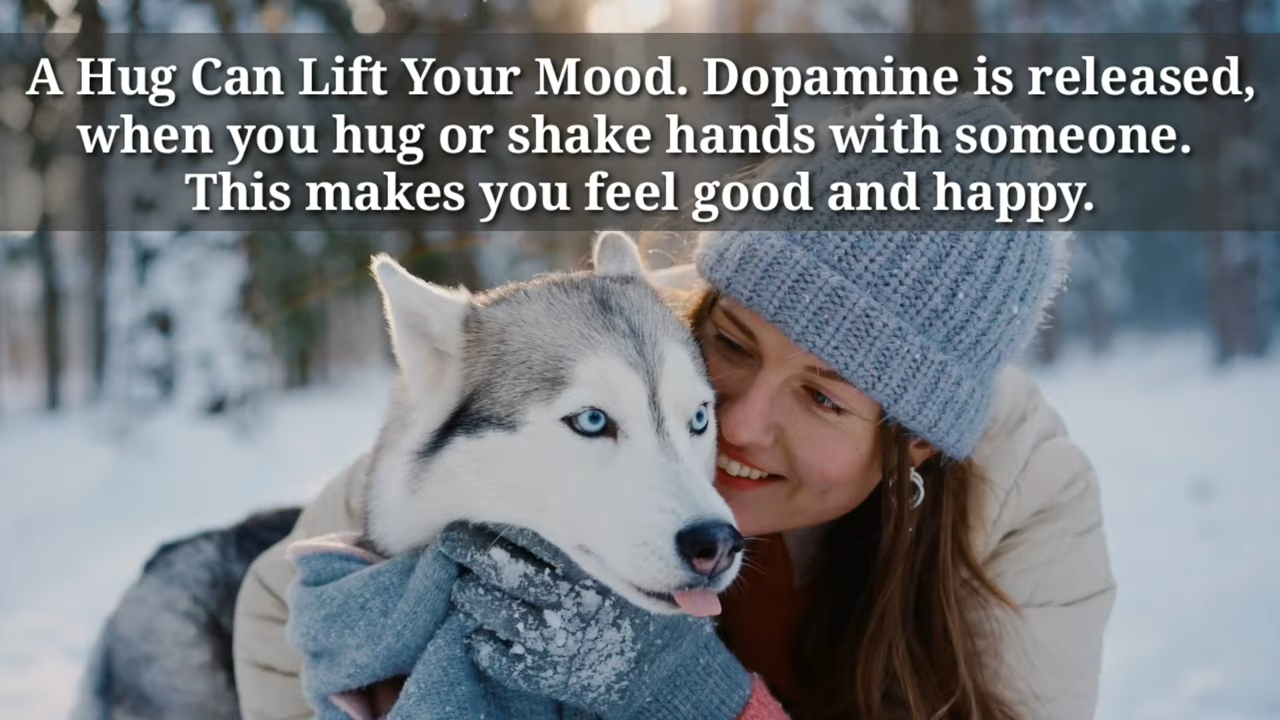 A Hug Can Lift Your Mood. Dopamine is released,
when you hug or shake hands with someone.
This makes you feel good and happy.